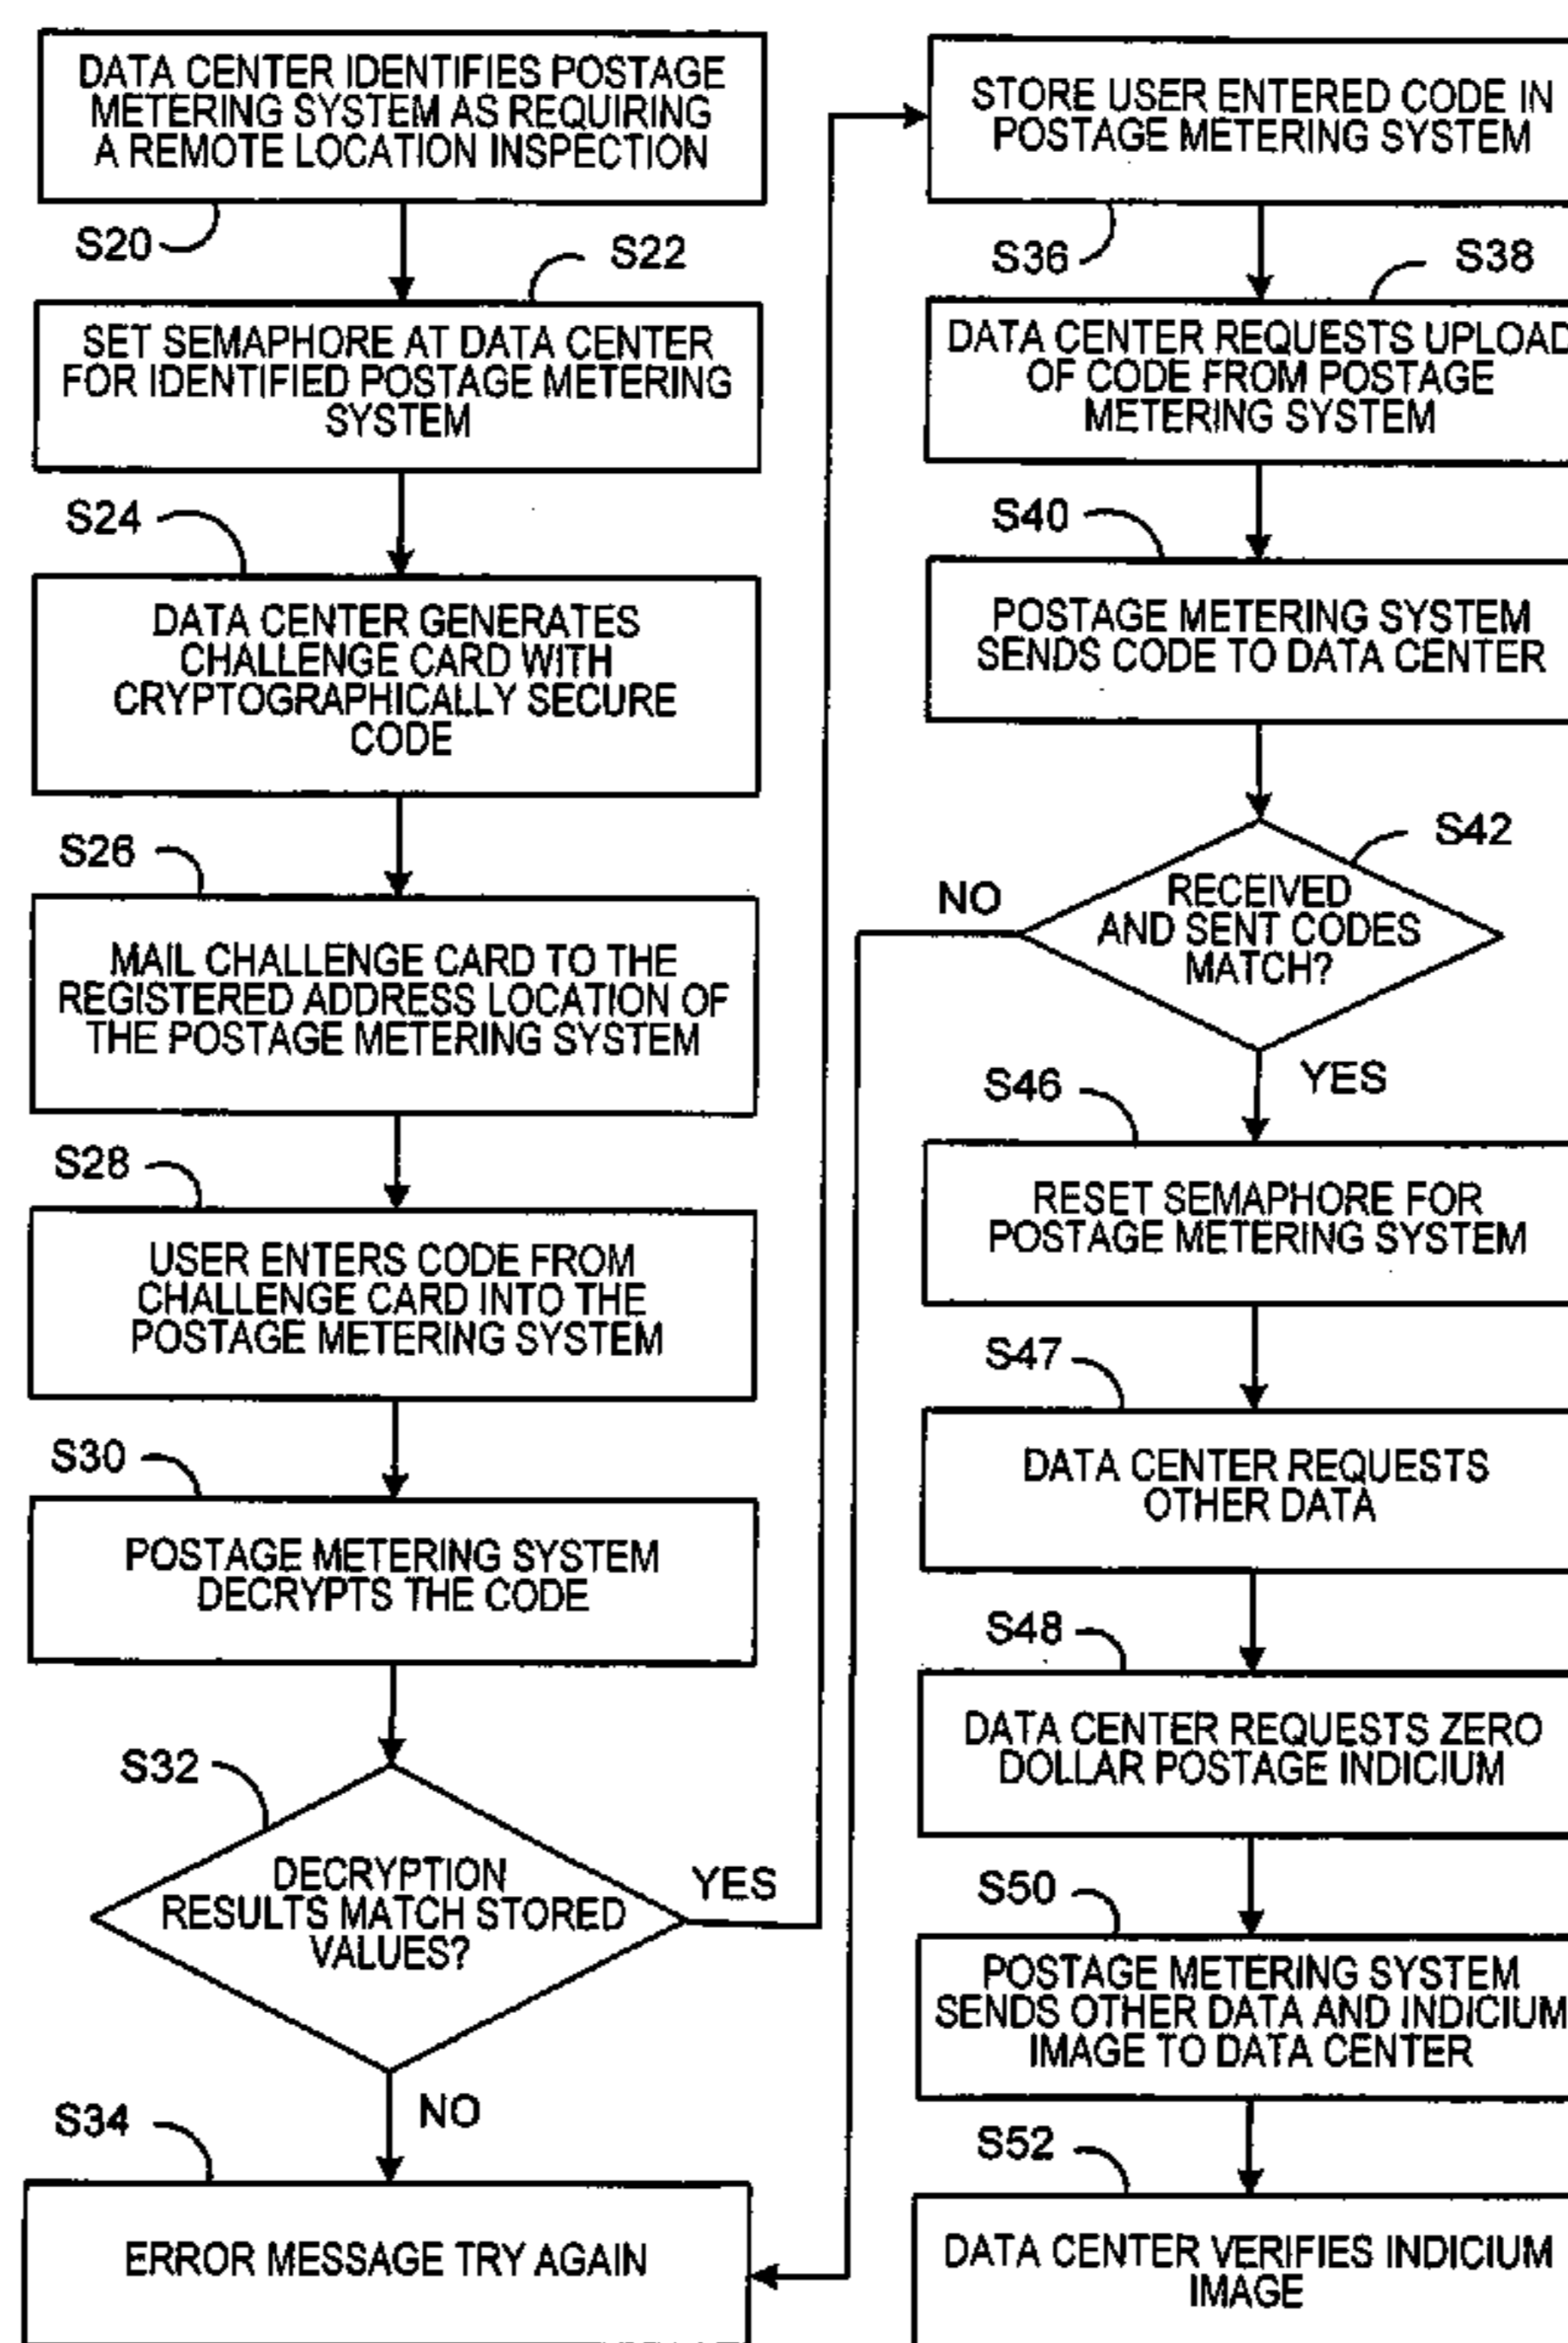 DATA CENTER IDENTIFIES POSTAGE
METERING SYSTEM AS REQUIRING
A REMOTE LOCATION INSPECTION
S20
S22
SET SEMAPHORE AT DATA CENTER
FOR IDENTIFIED POSTAGE METERING
SYSTEM
S24
DATA CENTER GENERATES
CHALLENGE CARD WITH
CRYPTOGRAPHICALLY SECURE
CODE
S26
MAIL CHALLENGE CARD TO THE
REGISTERED ADDRESS LOCATION OF
THE POSTAGE METERING SYSTEM
S28
USER ENTERS CODE FROM
CHALLENGE CARD INTO THE
POSTAGE METERING SYSTEM
S30
POSTAGE METERING SYSTEM
DECRYPTS THE CODE
S32
DECRYPTION
RESULTS MATCH STORED
VALUES?
YES
NO
S34
ERROR MESSAGE TRY AGAIN
STORE USER ENTERED CODE IN
POSTAGE METERING SYSTEM
S36
S38
DATA CENTER REQUESTS UPLOAD
OF CODE FROM POSTAGE
METERING SYSTEM
S40
POSTAGE METERING SYSTEM
SENDS CODE TO DATA CENTER
S42
RECEIVED
AND SENT CODES
MATCH?
NO
YES
S46
RESET SEMAPHORE FOR
POSTAGE METERING SYSTEM
S47
DATA CENTER REQUESTS
OTHER DATA
S48
DATA CENTER REQUESTS ZERO
DOLLAR POSTAGE INDICIUM
S50
POSTAGE METERING SYSTEM
SENDS OTHER DATA AND INDICIUM
IMAGE TO DATA CENTER
S52
DATA CENTER VERIFIES INDICIUM
IMAGE